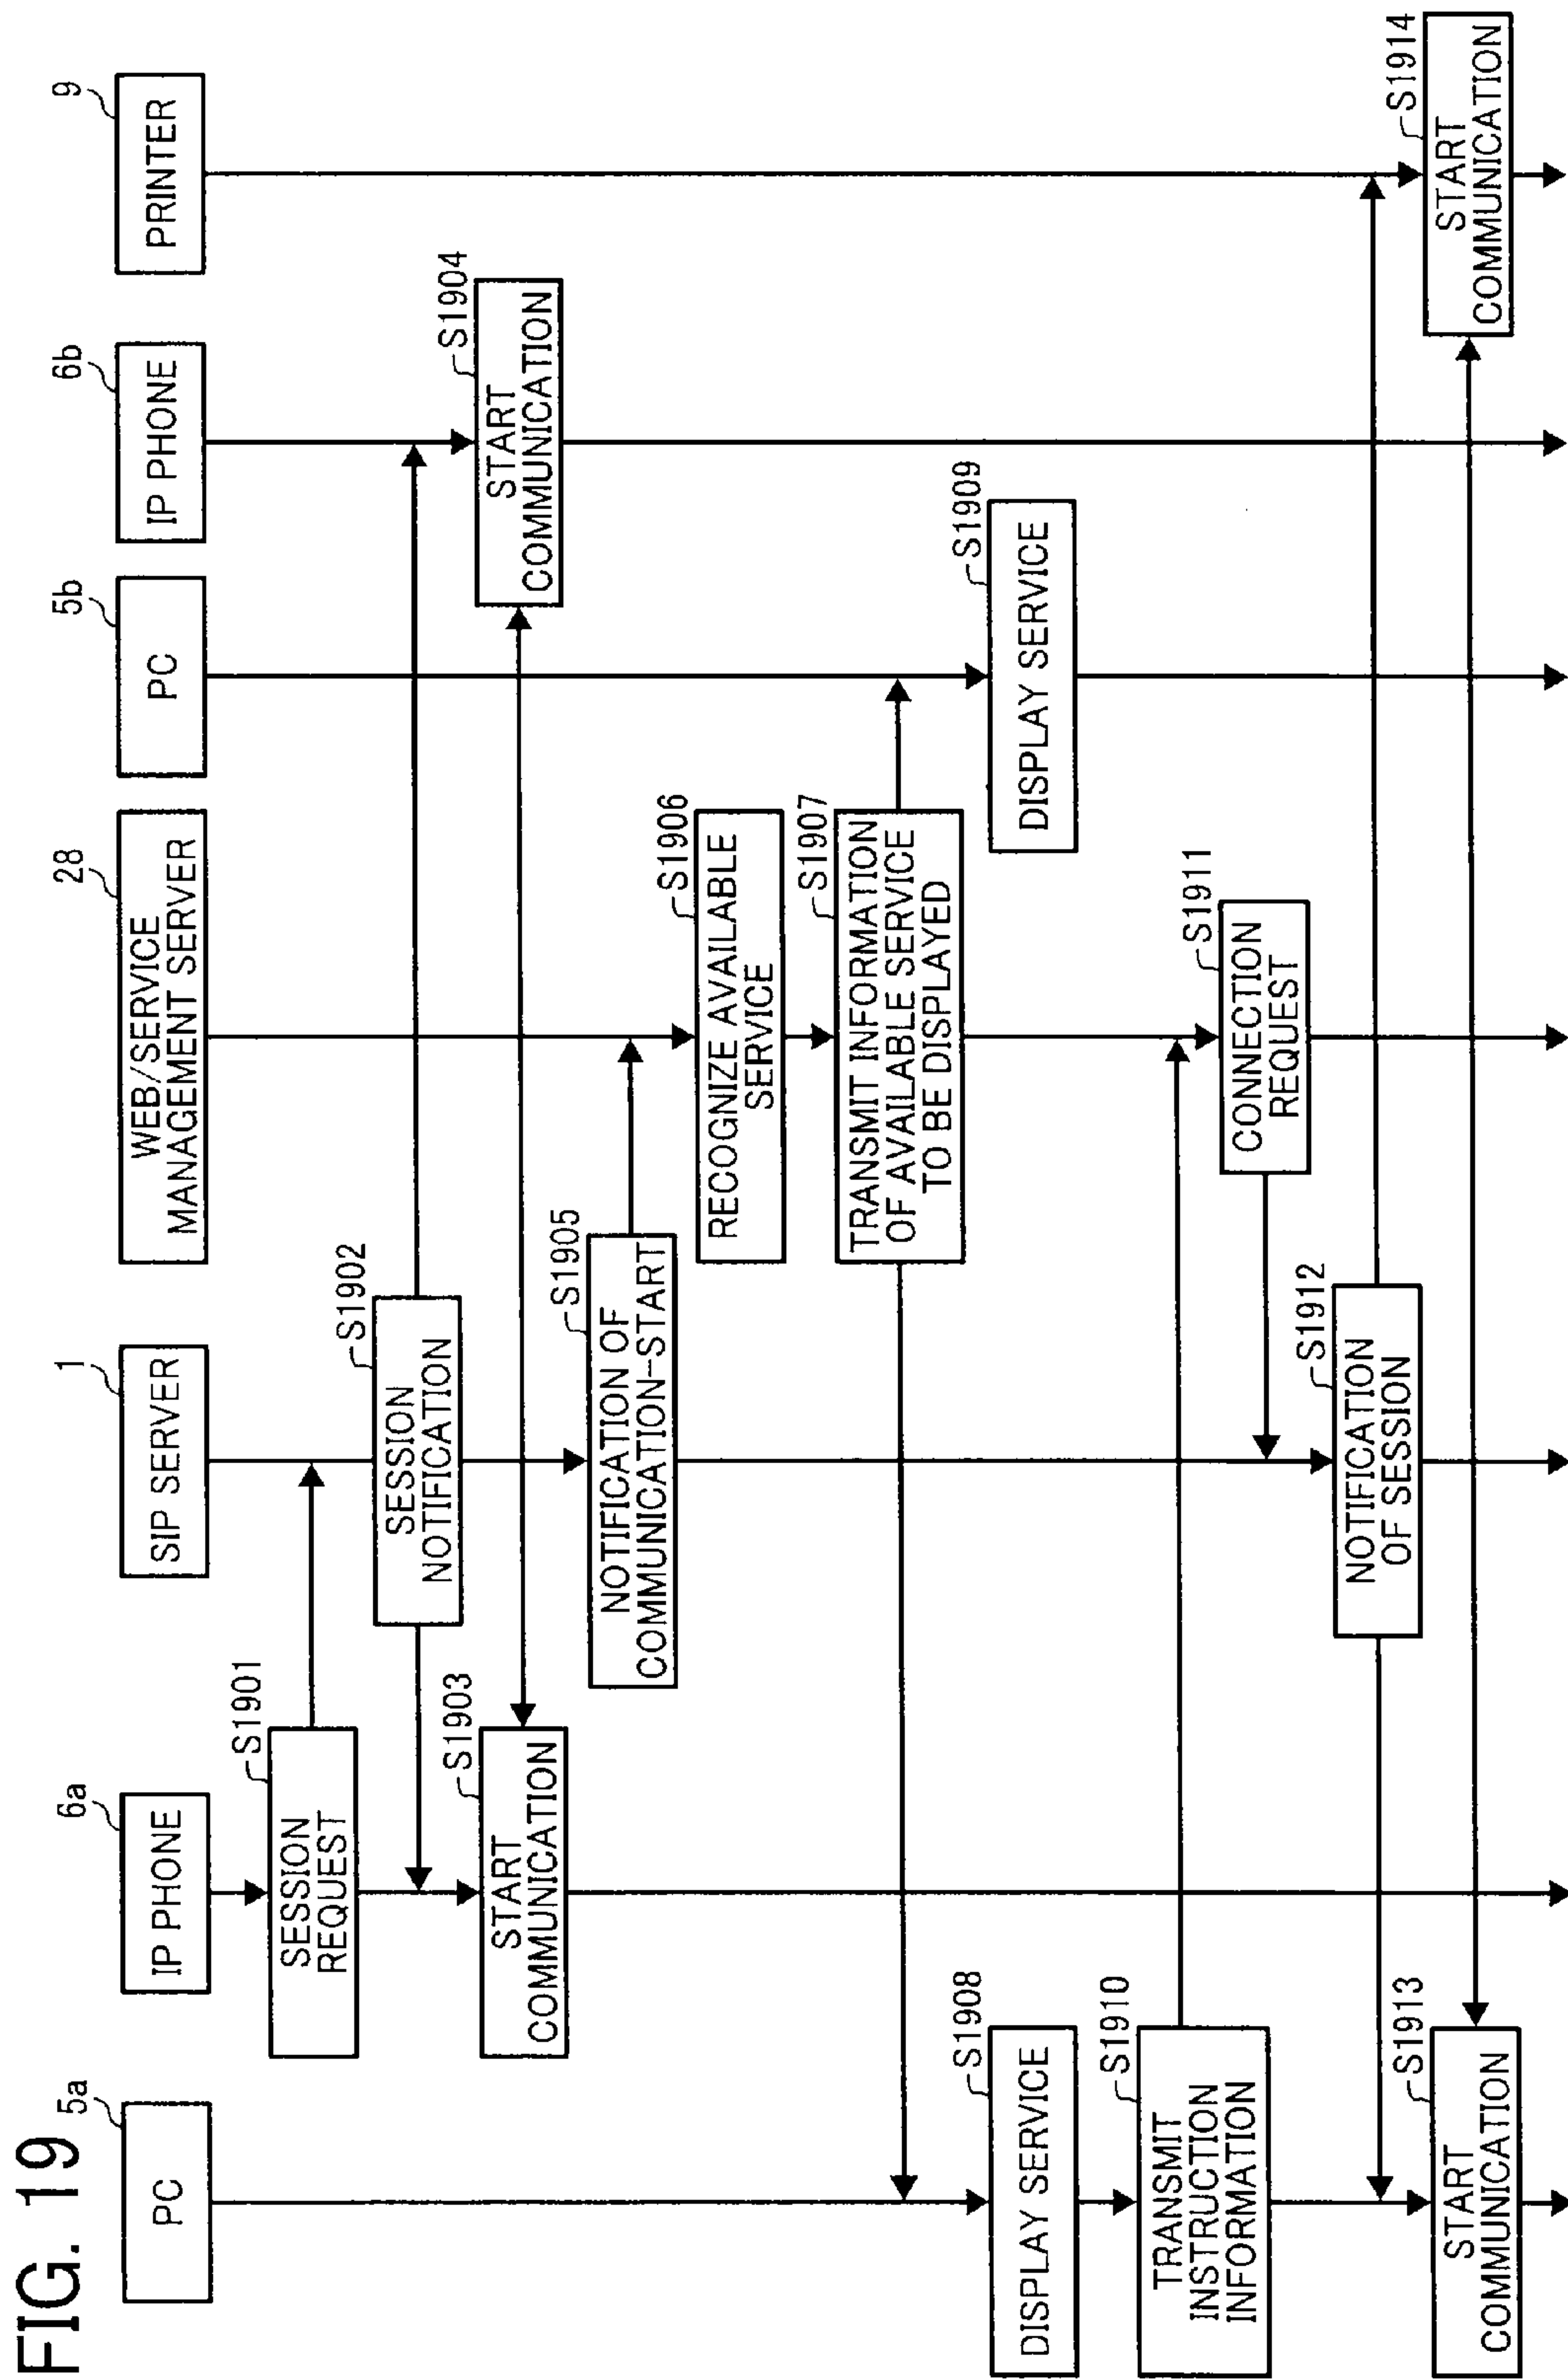 FIG. 19
5a
PC
6a
IP PHONE
1
SIP SERVER
28
WEB/SERVICE
MANAGEMENT SERVER
5b
PC
6b
IP PHONE
9
PRINTER
S1901
SESSION
REQUEST
S1902
SESSION
NOTIFICATION
S1903
START
COMMUNICATION
S1904
START
COMMUNICATION
S1905
NOTIFICATION OF
COMMUNICATION-START
S1906
RECOGNIZE AVAILABLE
SERVICE
S1907
TRANSMIT INFORMATION
OF AVAILABLE SERVICE
TO BE DISPLAYED
S1908
DISPLAY SERVICE
S1909
DISPLAY SERVICE
S1910
TRANSMIT
INSTRUCTION
INFORMATION
S1911
CONNECTION
REQUEST
S1912
NOTIFICATION
OF SESSION
S1913
START
COMMUNICATION
S1914
START
COMMUNICATION